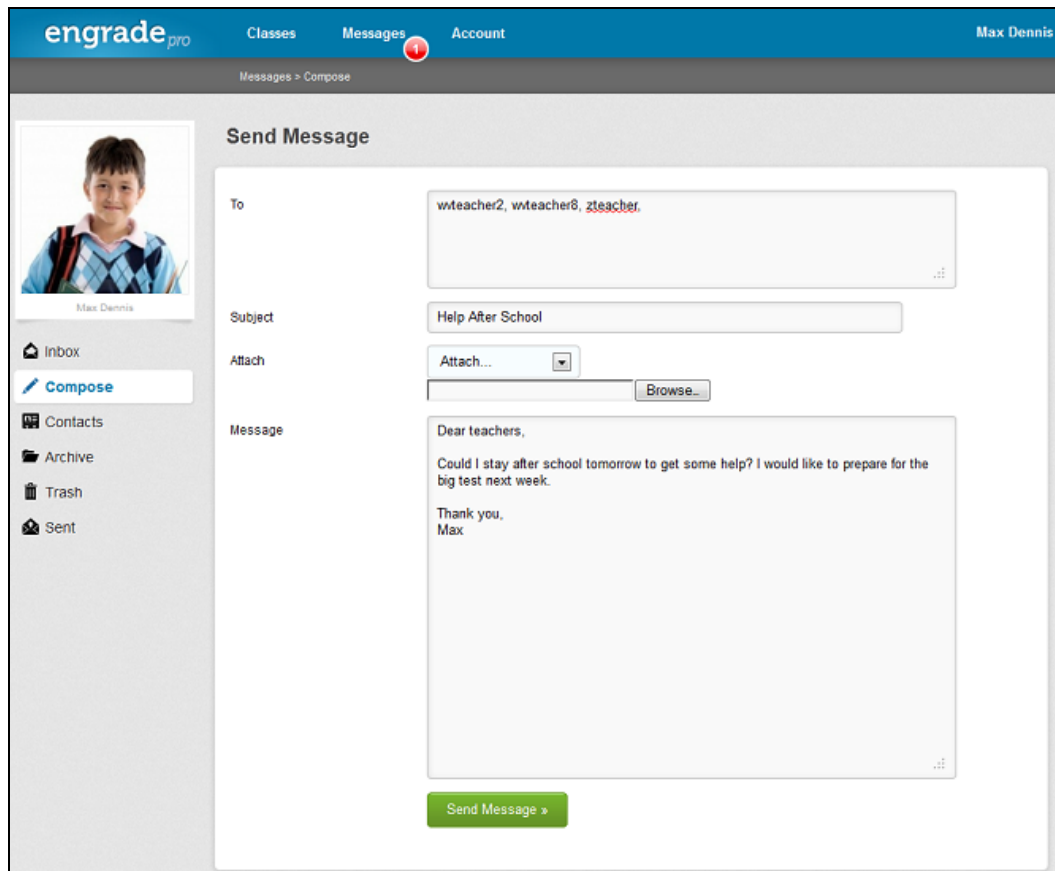 engrade pro Classes Messages 1 Account Max Dennis
Messages > Compose
Send Message
Max Dennis
Inbox
Compose
Contacts
Archive
Trash
Sent
To wvteacher2, wvteacher8, zteacher,
Subject Help After School
Attach Attach...
Browse..
Message Dear teachers,
Could I stay after school tomorrow to get some help? I would like to prepare for the
big test next week.
Thank you,
Max
Send Message »